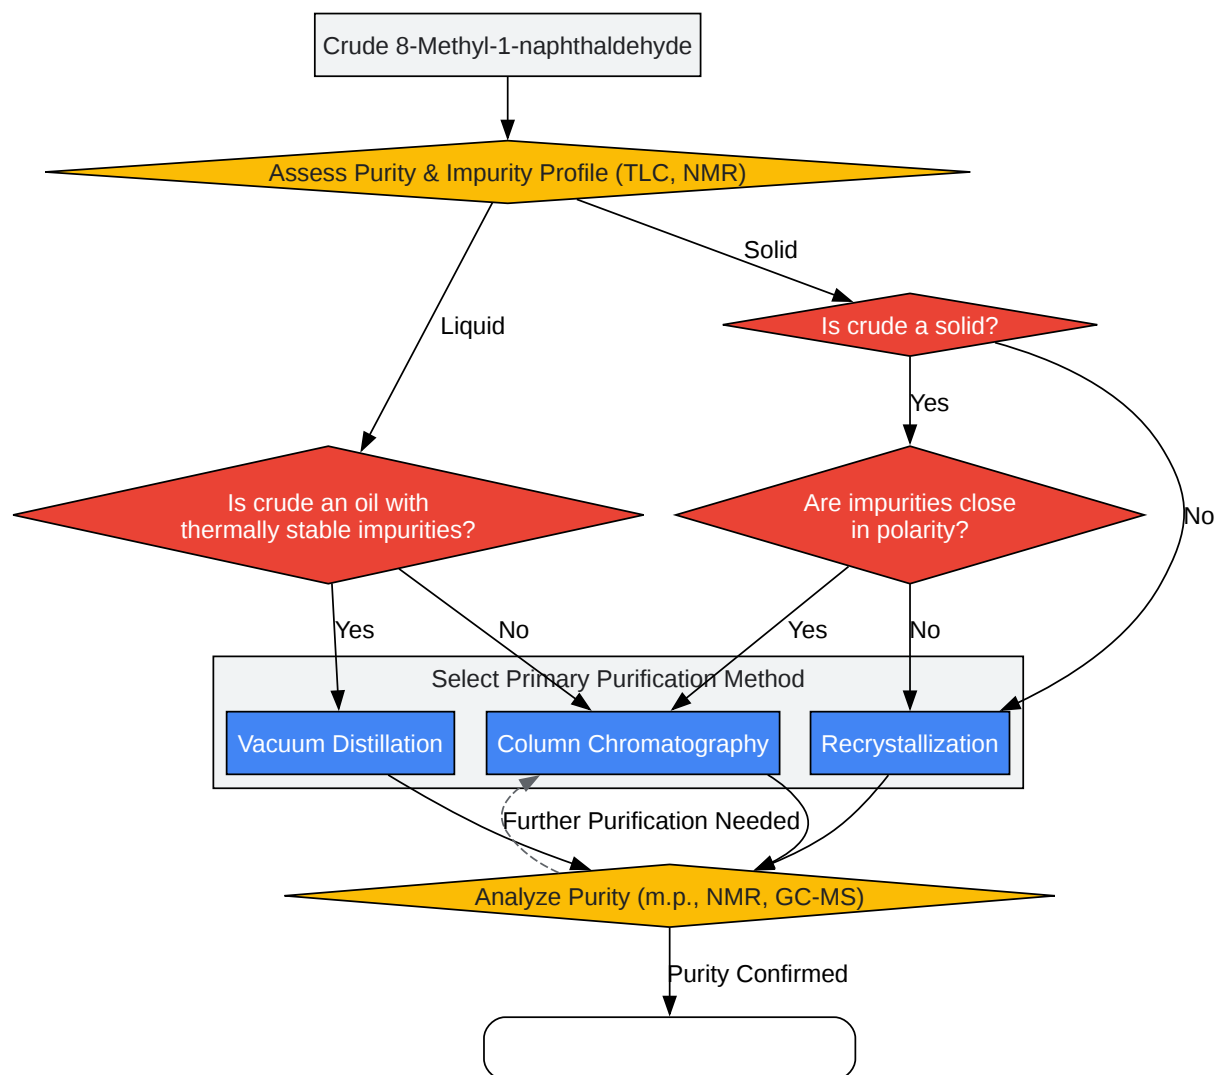 Crude 8-Methyl-1-naphthaldehyde
Assess Purity & Impurity Profile (TLC, NMR)
Solid
Liquid
Is crude a solid?
Yes
Is crude an oil with
thermally stable impurities?
Are impurities close
in polarity?
No
Yes
No
Yes
No
Select Primary Purification Method
Vacuum Distillation
Column Chromatography
Recrystallization
Further Purification Needed
Analyze Purity (m.p., NMR, GC-MS)
Purity Confirmed